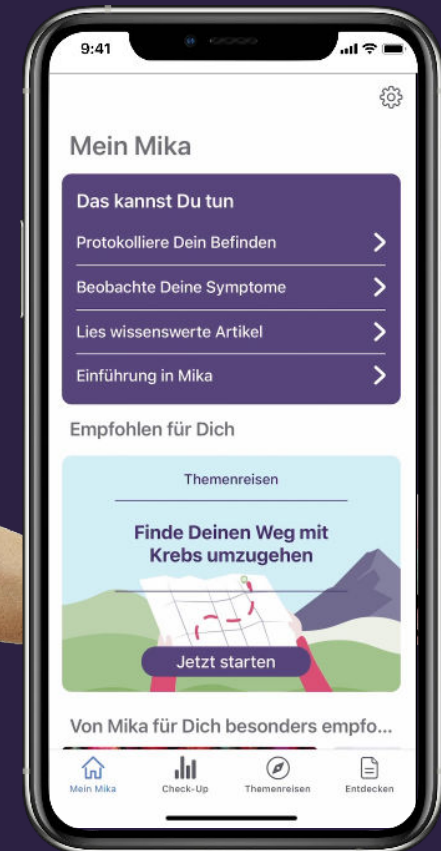 9:41
Mein Mika
Das kannst Du tun
Protokolliere Dein Befinden
Beobachte Deine Symptome
Lies wissenswerte Artikel
Einführung in Mika
Empfohlen für Dich
Themenreisen
Finde Deinen Weg mit
Krebs umzugehen
Jetzt starten
Von Mika für Dich besonders empfo...
Mein Mika
Check-Up
Themenreisen
Entdecken